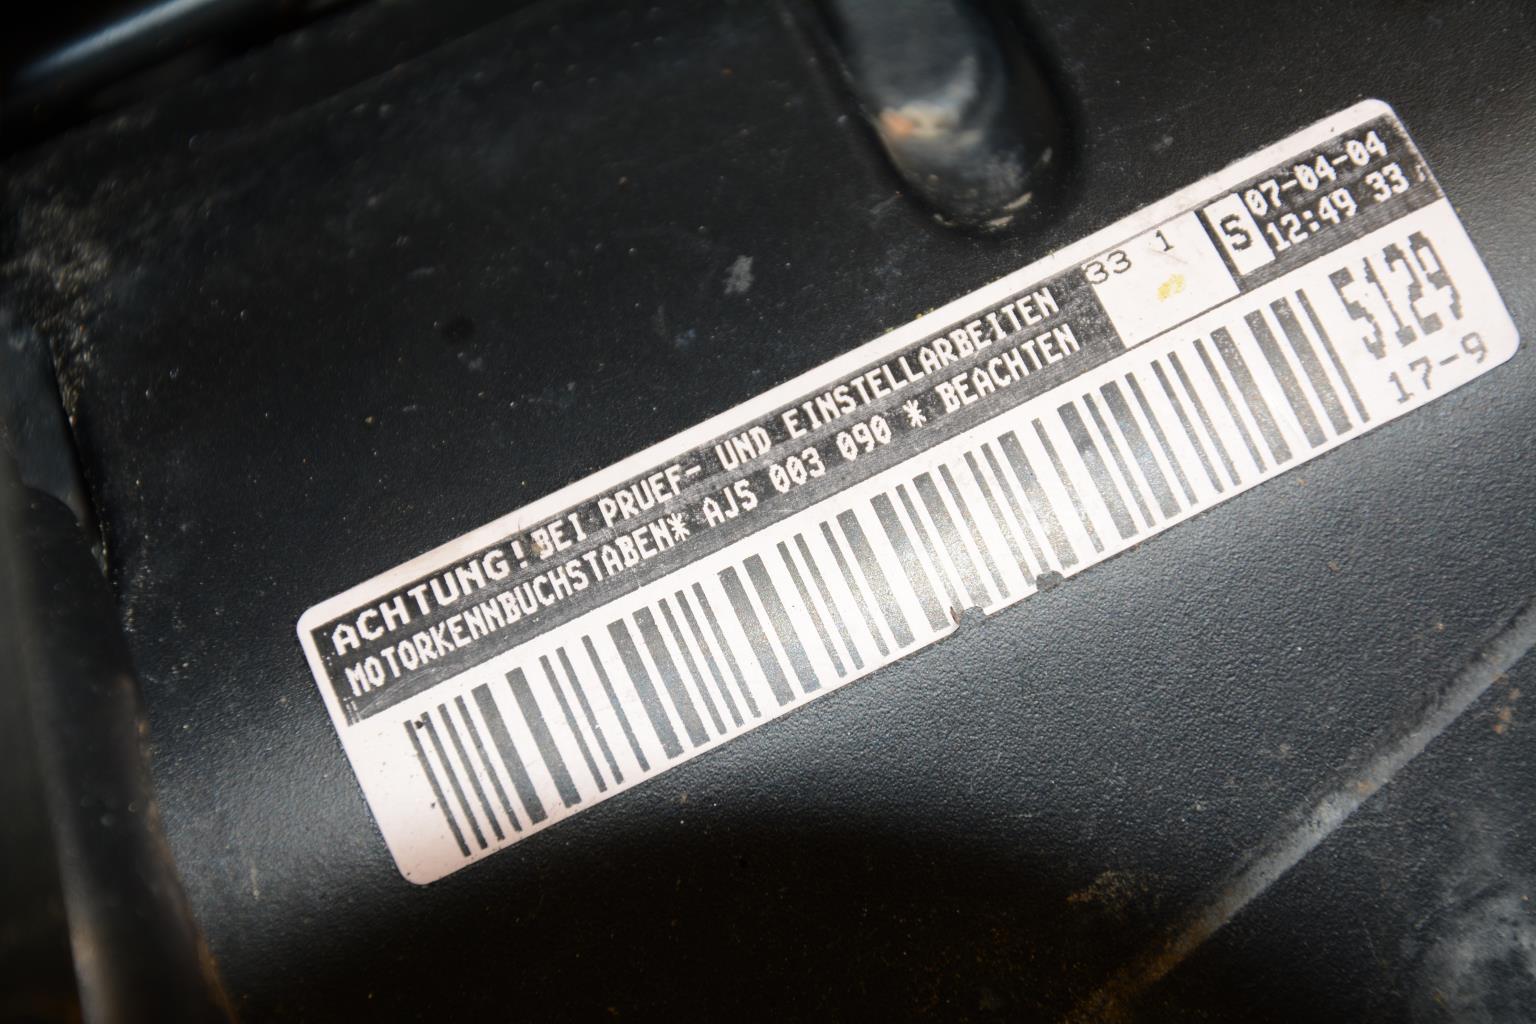 ACHTUNG! BEI PRUEF- UND EINSTELLARBEITEN
MOTORKENNBUCHSTABEN* AJS 003 090 * BEACHTEN
33 1
S
07-04-04
12:49 33
5129
17-9